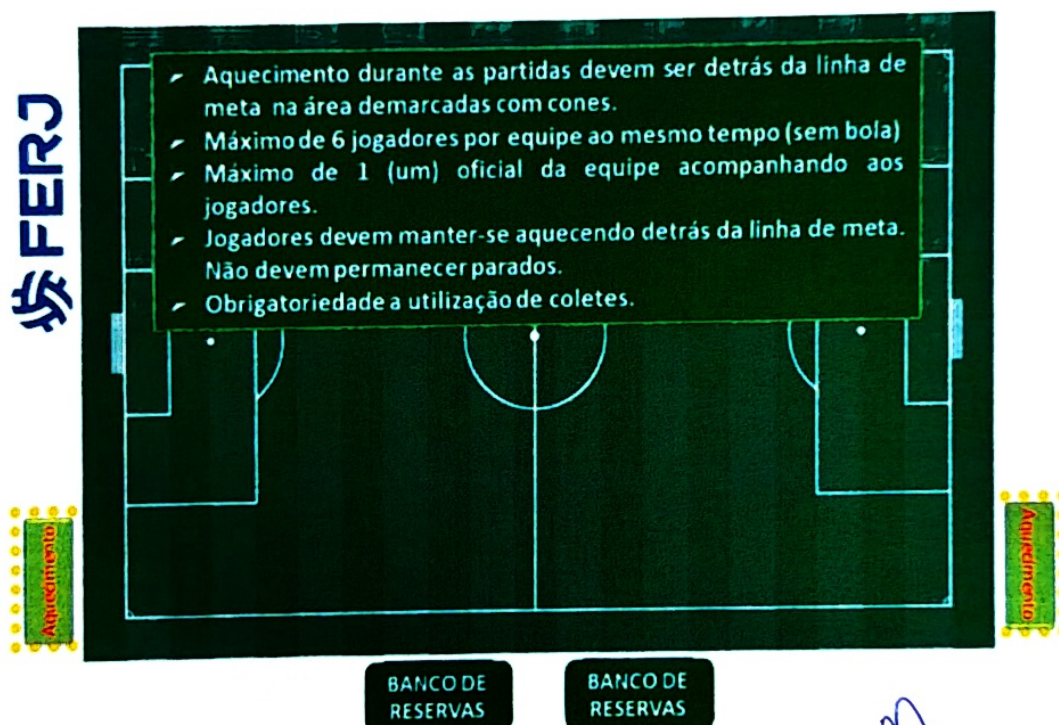 FERJ
➢ Aquecimento durante as partidas devem ser detrás da linha de
meta na área demarcadas com cones.
➢ Máximo de 6 jogadores por equipe ao mesmo tempo (sem bola)
➢ Máximo de 1 (um) oficial da equipe acompanhando aos
jogadores.
➢ Jogadores devem manter-se aquecendo detrás da linha de meta.
Não devem permanecer parados.
➢ Obrigatoriedade a utilização de coletes.
Aquecimento
Aquecimento
BANCO DE
RESERVAS
BANCO DE
RESERVAS